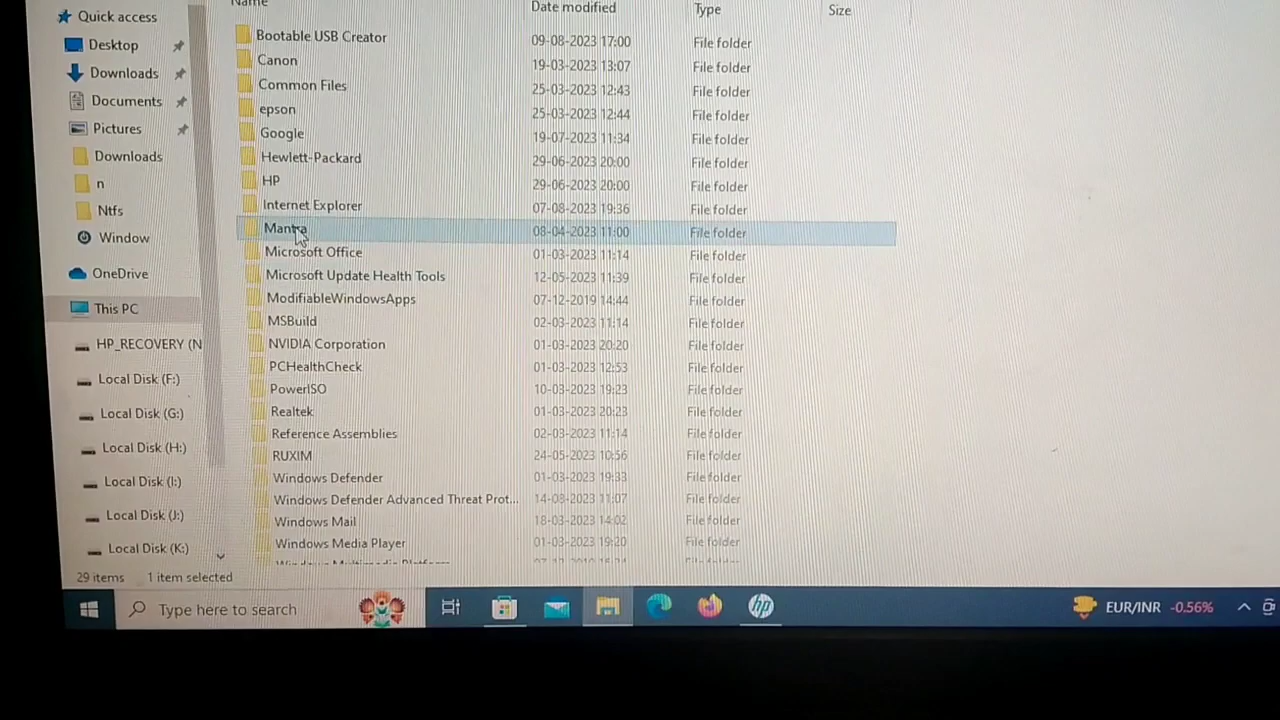 Name Date modified Type Size
Quick access
Desktop
Downloads
Documents
Pictures
Downloads
n
Ntfs
Window
OneDrive
This PC
HP_RECOVERY (N
Local Disk (F:)
Local Disk (G:)
Local Disk (H:)
Local Disk (I:)
Local Disk (J:)
Local Disk (K:)
Bootable USB Creator 09-08-2023 17:00 File folder
Canon 19-03-2023 13:07 File folder
Common Files 25-03-2023 12:43 File folder
epson 25-03-2023 12:44 File folder
Google 19-07-2023 11:34 File folder
Hewlett-Packard 29-06-2023 20:00 File folder
HP 29-06-2023 20:00 File folder
Internet Explorer 07-08-2023 19:36 File folder
Mantra 08-04-2023 11:00 File folder
Microsoft Office 01-03-2023 11:14 File folder
Microsoft Update Health Tools 12-05-2023 11:39 File folder
ModifiableWindowsApps 07-12-2019 14:44 File folder
MSBuild 02-03-2023 11:14 File folder
NVIDIA Corporation 01-03-2023 20:20 File folder
PCHealthCheck 01-03-2023 12:53 File folder
PowerISO 10-03-2023 19:23 File folder
Realtek 01-03-2023 20:23 File folder
Reference Assemblies 02-03-2023 11:14 File folder
RUXIM 24-05-2023 10:56 File folder
Windows Defender 01-03-2023 19:33 File folder
Windows Defender Advanced Threat Prot... 14-08-2023 11:07 File folder
Windows Mail 18-03-2023 14:02 File folder
Windows Media Player 01-03-2023 19:20 File folder
29 items 1 item selected
Type here to search
hp
EUR/INR -0.56%